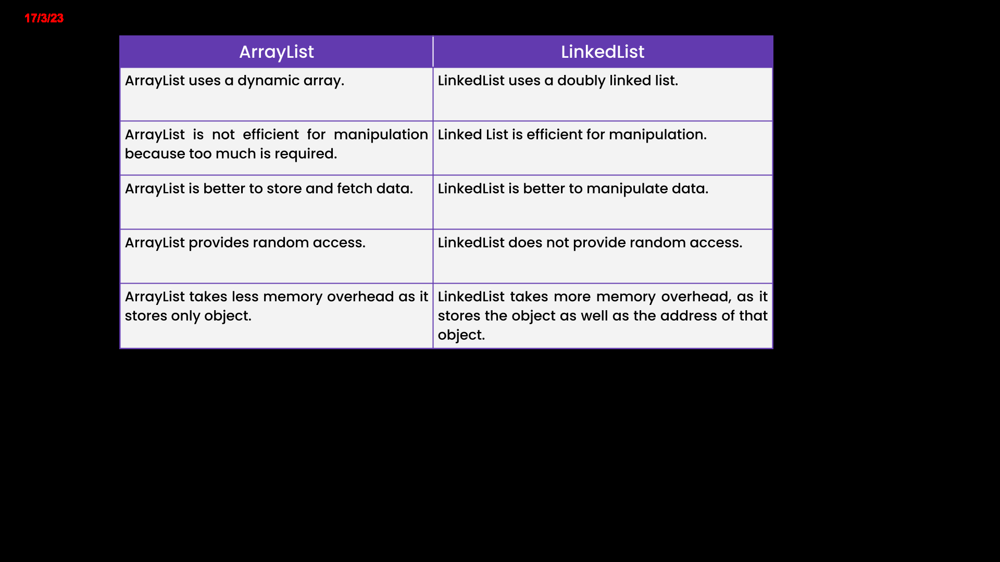 17/3/23
ArrayList
LinkedList
ArrayList uses a dynamic array.
LinkedList uses a doubly linked list.
ArrayList is not efficient for manipulation
because too much is required.
Linked List is efficient for manipulation.
ArrayList is better to store and fetch data.
LinkedList is better to manipulate data.
ArrayList provides random access.
LinkedList does not provide random access.
ArrayList takes less memory overhead as it
stores only object.
LinkedList takes more memory overhead, as it
stores the object as well as the address of that
object.